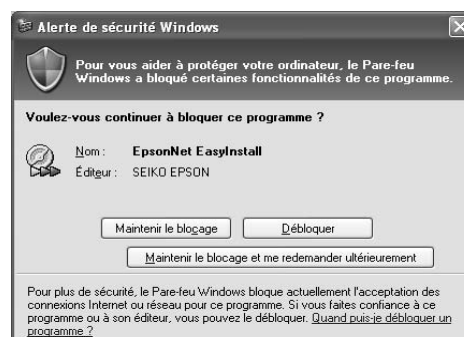 Alerte de sécurité Windows
Pour vous aider à protéger votre ordinateur, le Pare-feu
Windows a bloqué certaines fonctionnalités de ce programme.
Voulez-vous continuer à bloquer ce programme ?
Nom : EpsonNet EasyInstall
Éditeur : SEIKO EPSON
Maintenir le blocage Débloquer
Maintenir le blocage et me redemander ultérieurement
Pour plus de sécurité, le Pare-feu Windows bloque actuellement l'acceptation des
connexions Internet ou réseau pour ce programme. Si vous faites confiance à ce
programme ou à son éditeur, vous pouvez le débloquer. Quand puis-je débloquer un
programme ?